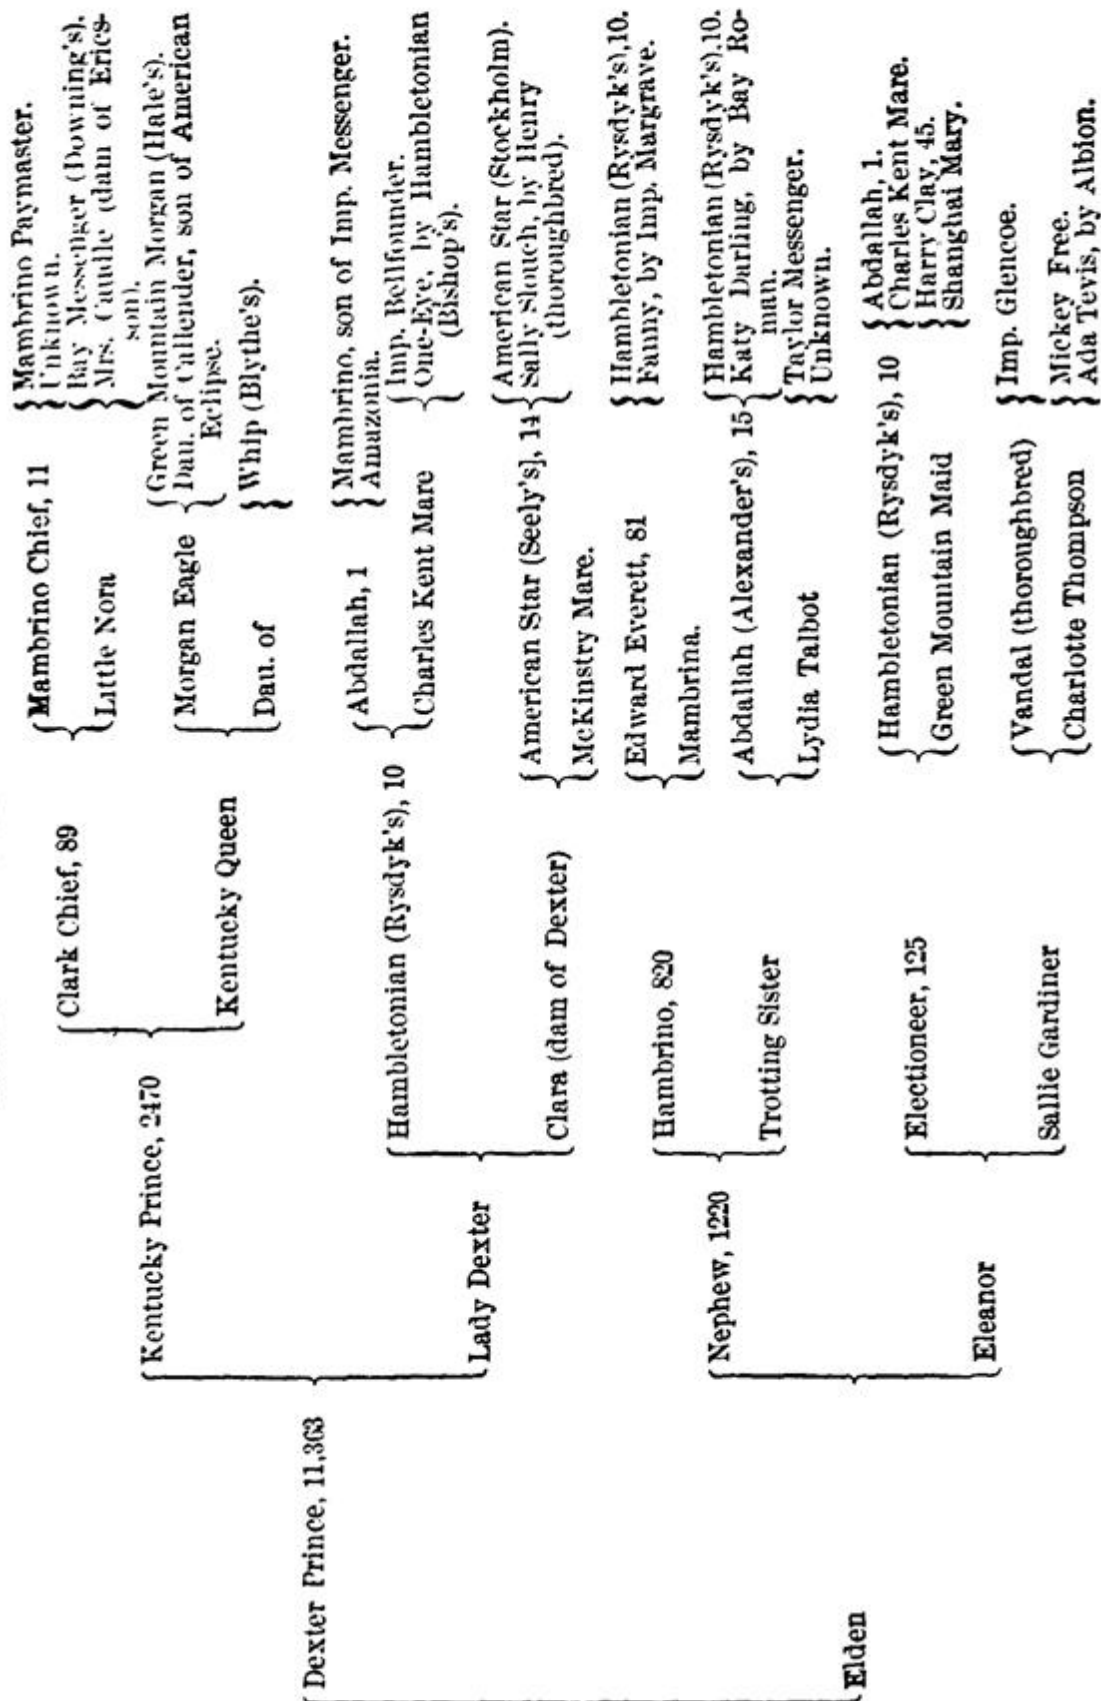 Dexter Prince, 11,363
Elden
Kentucky Prince, 2470
Lady Dexter
Nephew, 1220
Eleanor
Clark Chief, 89
Kentucky Queen
Hambletonian (Rysdyk's), 10
Clara (dam of Dexter)
Hambrino, 820
Trotting Sister
Electioneer, 125
Sallie Gardiner
Mambrino Chief, 11
Little Nora
Morgan Eagle
Dau. of
Abdallah, 1
Charles Kent Mare
American Star (Seely's], 14
McKinstry Mare.
Edward Everett, 81
Mambrina.
Abdallah (Alexander's), 15
Lydia Talbot
Hambletonian (Rysdyk's), 10
Green Mountain Maid
Vandal (thoroughbred)
Charlotte Thompson
Mambrino Paymaster.
Unknown.
Bay Messenger (Downing's).
Mrs. Caudle (dam of Erics-
son).
Green Mountain Morgan (Hale's).
Dau. of Callender, son of American
Eclipse.
Whip (Blythe's).
Mambrino, son of Imp. Messenger.
Amazonia.
Imp. Bellfounder.
One-Eye, by Hambletonian
(Bishop's).
American Star (Stockholm).
Sally Slouch, by Henry
(thoroughbred).
Hambletonian (Rysdyk's),10.
Fanny, by Imp. Margrave.
Hambletonian (Rysdyk's),10.
Katy Darling, by Bay Ro-
man.
Taylor Messenger.
Unknown.
Abdallah, 1.
Charles Kent Mare.
Harry Clay, 45.
Shanghai Mary.
Imp. Glencoe.
Mickey Free.
Ada Tevis, by Albion.